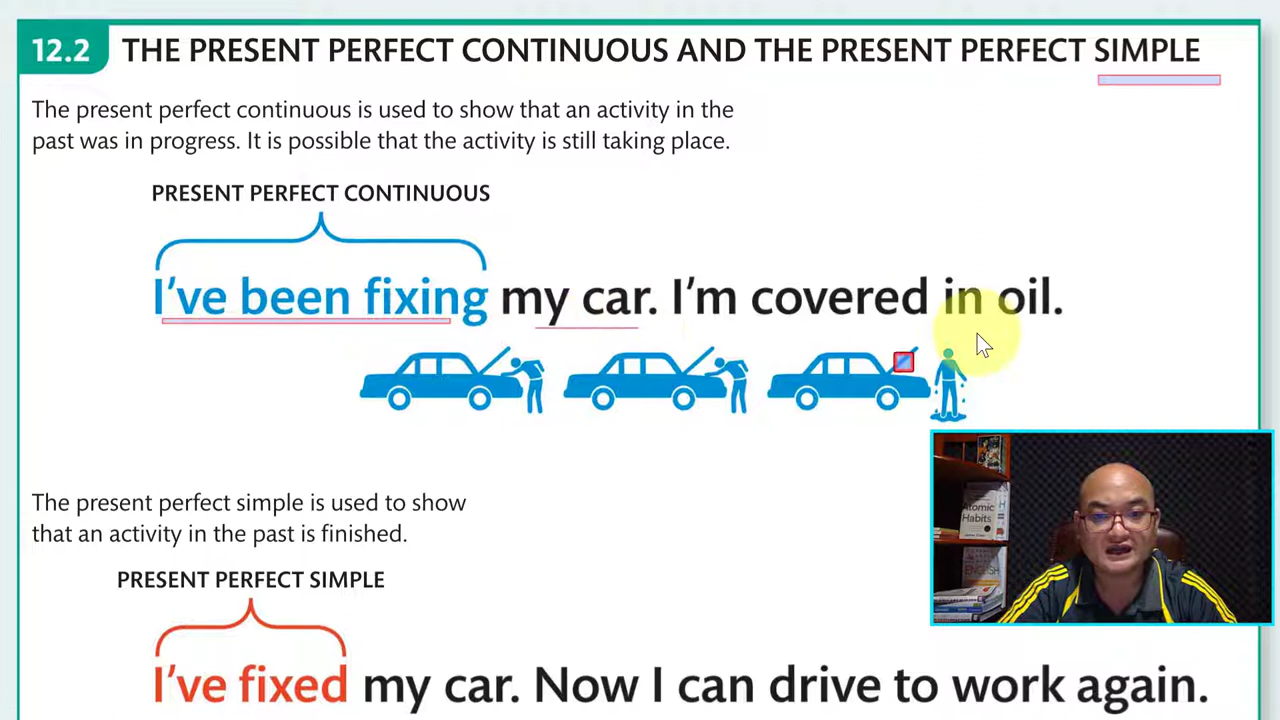 12.2 THE PRESENT PERFECT CONTINUOUS AND THE PRESENT PERFECT SIMPLE
The present perfect continuous is used to show that an activity in the
past was in progress. It is possible that the activity is still taking place.
PRESENT PERFECT CONTINUOUS
I've been fixing my car. I'm covered in oil.
The present perfect simple is used to show
that an activity in the past is finished.
PRESENT PERFECT SIMPLE
I've fixed my car. Now I can drive to work again.
Atomic
Habits
ENGLISH